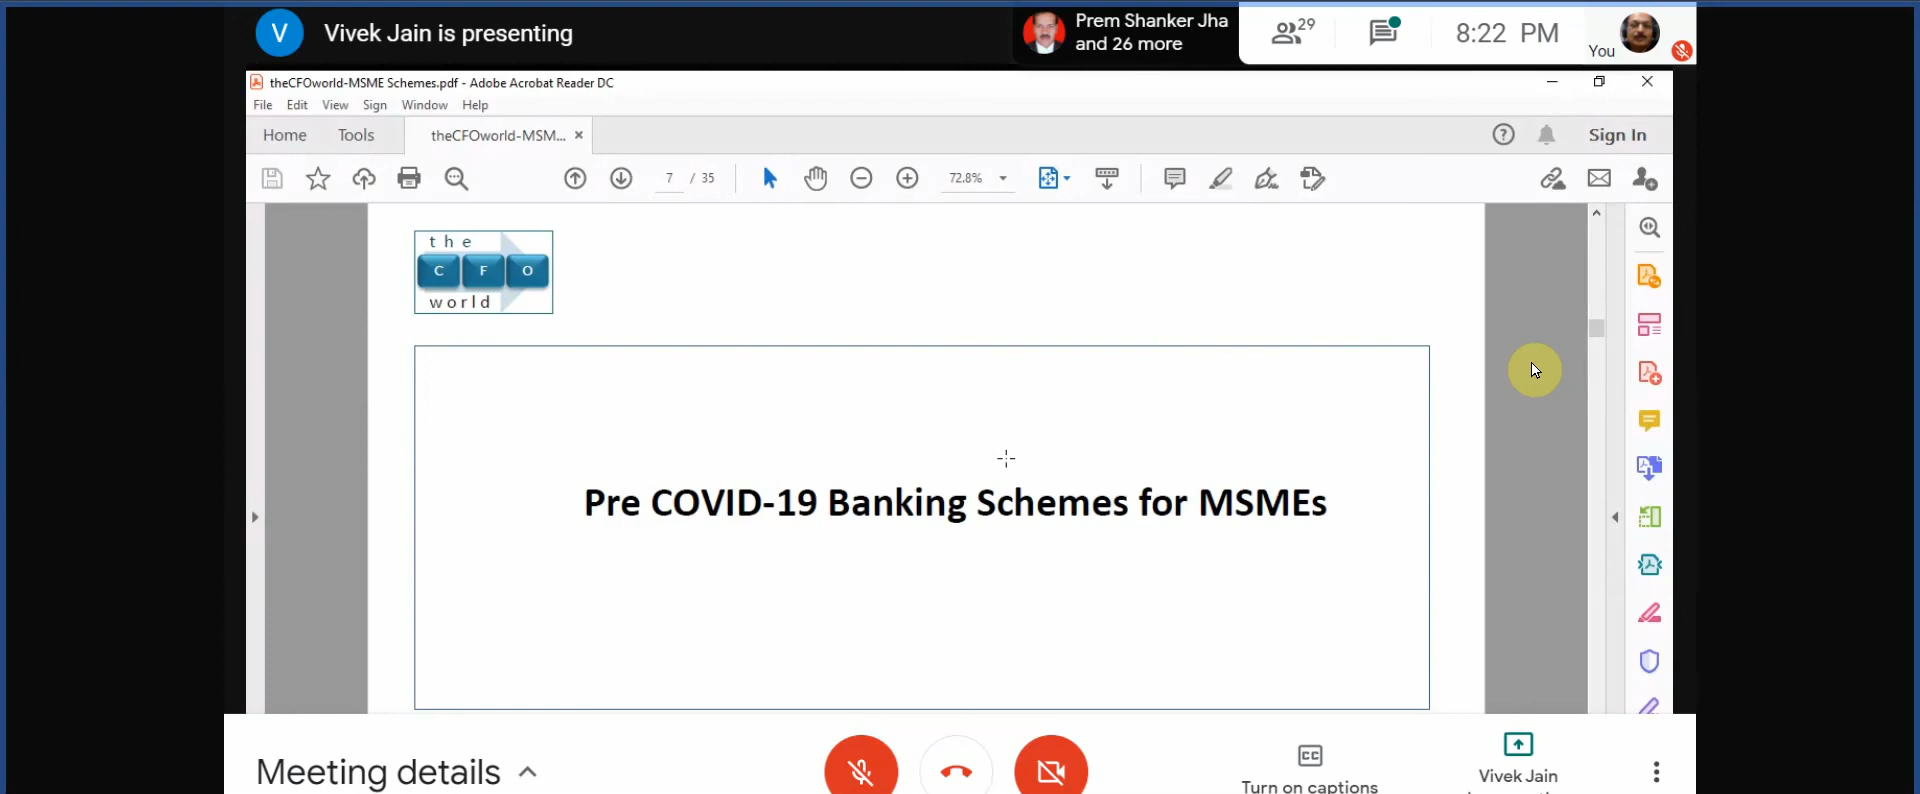 V
Vivek Jain is presenting
Prem Shanker Jha
and 26 more
29
8:22 PM
You
theCFOworld-MSME Schemes.pdf - Adobe Acrobat Reader DC
File Edit View Sign Window Help
Home Tools theCFOworld-MSM... ×
Sign In
7 / 35
72.8%
the
C F O
world
Pre COVID-19 Banking Schemes for MSMEs
Meeting details
CC
Turn on captions
Vivek Jain